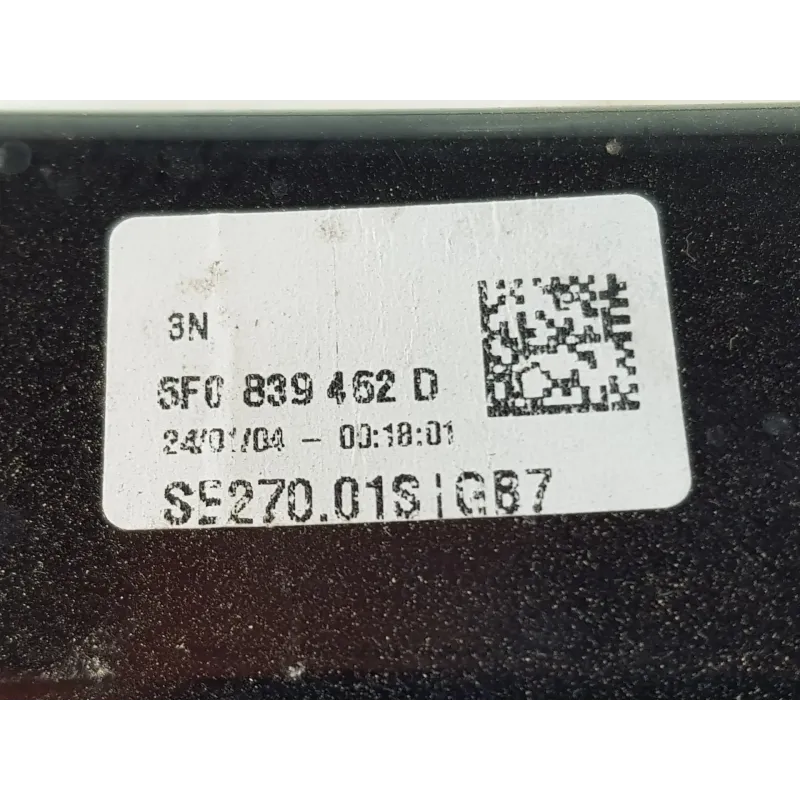 3N
5F0 839 462 D
24/01/04 - 00:18:01
SE270.01S|GB7